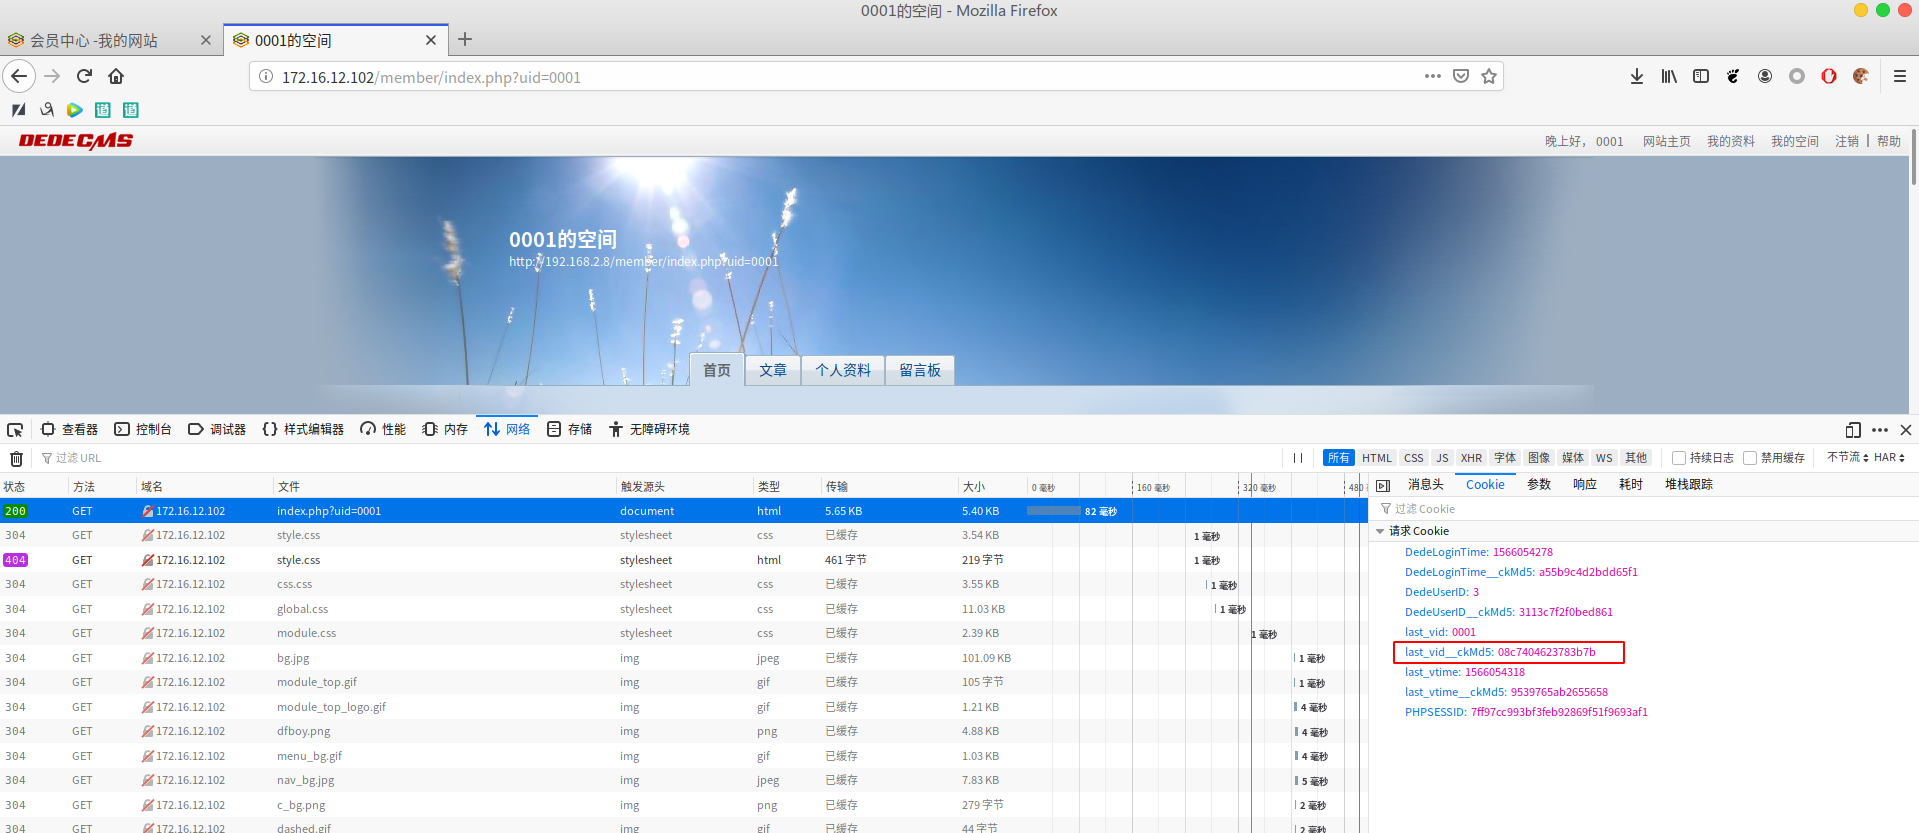 0001的空间 - Mozilla Firefox
会员中心 -我的网站
0001的空间
172.16.12.102/member/index.php?uid=0001
DEDECMS
晚上好， 0001 网站主页 我的资料 我的空间 注销 | 帮助
0001的空间
http://192.168.2.8/member/index.php?uid=0001
首页 文章 个人资料 留言板
查看器 控制台 调试器 样式编辑器 性能 内存 网络 存储 无障碍环境
过滤 URL
所有 HTML CSS JS XHR 字体 图像 媒体 WS 其他 持续日志 禁用缓存 不节流 HAR
状态 方法 域名 文件 触发源头 类型 传输 大小 0 毫秒 160 毫秒 320 毫秒 480
200 GET 172.16.12.102 index.php?uid=0001 document html 5.65 KB 5.40 KB 82 毫秒
304 GET 172.16.12.102 style.css stylesheet css 已缓存 3.54 KB 1 毫秒
404 GET 172.16.12.102 style.css stylesheet html 461 字节 219 字节 1 毫秒
304 GET 172.16.12.102 css.css stylesheet css 已缓存 3.55 KB 1 毫秒
304 GET 172.16.12.102 global.css stylesheet css 已缓存 11.03 KB 1 毫秒
304 GET 172.16.12.102 module.css stylesheet css 已缓存 2.39 KB 1 毫秒
304 GET 172.16.12.102 bg.jpg img jpeg 已缓存 101.09 KB 1 毫秒
304 GET 172.16.12.102 module_top.gif img gif 已缓存 105 字节 1 毫秒
304 GET 172.16.12.102 module_top_logo.gif img gif 已缓存 1.21 KB 4 毫秒
304 GET 172.16.12.102 dfboy.png img png 已缓存 4.88 KB 4 毫秒
304 GET 172.16.12.102 menu_bg.gif img gif 已缓存 1.03 KB 4 毫秒
304 GET 172.16.12.102 nav_bg.jpg img jpeg 已缓存 7.83 KB 5 毫秒
304 GET 172.16.12.102 c_bg.png img png 已缓存 279 字节 2 毫秒
304 GET 172.16.12.102 dashed.gif img gif 已缓存 44 字节 2 毫秒
消息头 Cookie 参数 响应 耗时 堆栈跟踪
过滤 Cookie
请求 Cookie
DedeLoginTime: 1566054278
DedeLoginTime__ckMd5: a55b9c4d2bdd65f1
DedeUserID: 3
DedeUserID__ckMd5: 3113c7f2f0bed861
last_vid: 0001
last_vid__ckMd5: 08c7404623783b7b
last_vtime: 1566054318
last_vtime__ckMd5: 9539765ab2655658
PHPSESSID: 7ff97cc993bf3feb92869f51f9693af1